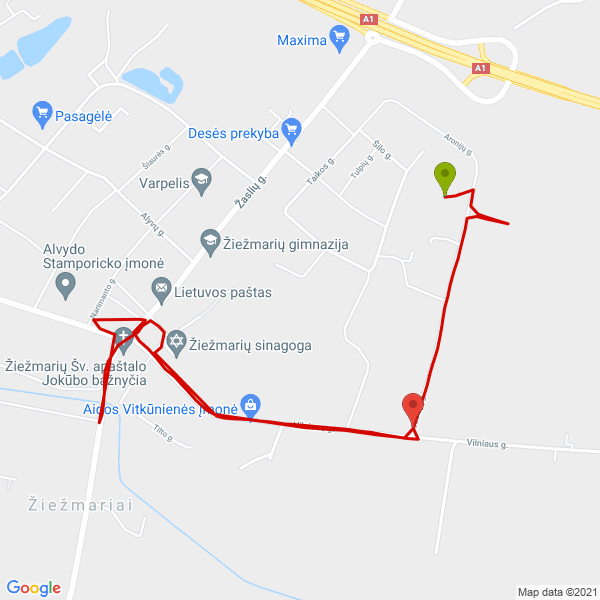 A1
Maxima
A1
Pasagėlė
Desės prekyba
Aronijų g.
Šilo g.
Tulpių g.
Taikos g.
Šiaurės g.
Varpelis
Žaslių g.
Alyvų g.
Žiežmarių gimnazija
Alvydo
Stamporicko įmonė
Narimanto g.
Lietuvos paštas
Žiežmarių sinagoga
Žiežmarių Šv. apaštalo
Jokūbo bažnyčia
Aidos Vitkūnienės įmonė
Vilniaus g.
Tilto g.
Vilniaus g.
Žiežmariai
Google
Map data ©2021